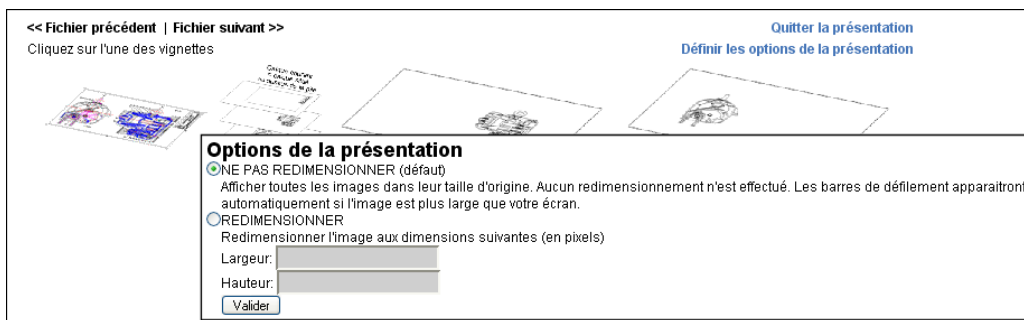 << Fichier précédent | Fichier suivant >>
Quitter la présentation
Cliquez sur l'une des vignettes
Définir les options de la présentation
Options de la présentation
NE PAS REDIMENSIONNER (défaut)
Afficher toutes les images dans leur taille d'origine. Aucun redimensionnement n'est effectué. Les barres de défilement apparaitront
automatiquement si l'image est plus large que votre écran.
REDIMENSIONNER
Redimensionner l'image aux dimensions suivantes (en pixels)
Largeur:
Hauteur:
Valider